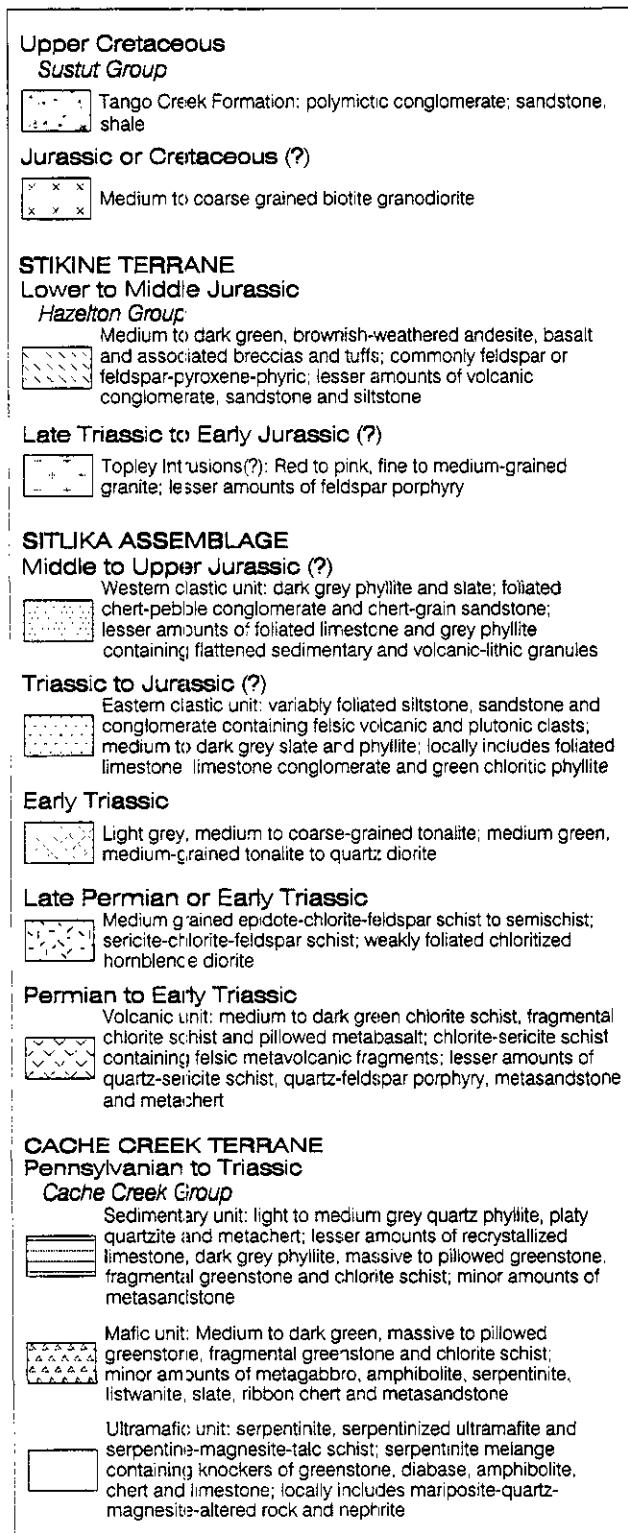 Upper Cretaceous
Sustut Group
Tango Creek Formation: polymictic conglomerate; sandstone,
shale
Jurassic or Cretaceous (?)
Medium to coarse grained biotite granodiorite
STIKINE TERRANE
Lower to Middle Jurassic
Hazelton Group
Medium to dark green, brownish-weathered andesite, basalt
and associated breccias and tuffs; commonly feldspar or
feldspar-pyroxene-phyric; lesser amounts of volcanic
conglomerate, sandstone and siltstone
Late Triassic to Early Jurassic (?)
Topley Intrusions(?): Red to pink, fine to medium-grained
granite; lesser amounts of feldspar porphyry
SITLIKA ASSEMBLAGE
Middle to Upper Jurassic (?)
Western clastic unit: dark grey phyllite and slate; foliated
chert-pebble conglomerate and chert-grain sandstone;
lesser amounts of foliated limestone and grey phyllite
containing flattened sedimentary and volcanic-lithic granules
Triassic to Jurassic (?)
Eastern clastic unit: variably foliated siltstone, sandstone and
conglomerate containing felsic volcanic and plutonic clasts;
medium to dark grey slate and phyllite; locally includes foliated
limestone limestone conglomerate and green chloritic phyllite
Early Triassic
Light grey, medium to coarse-grained tonalite; medium green,
medium-grained tonalite to quartz diorite
Late Permian or Early Triassic
Medium grained epidote-chlorite-feldspar schist to semischist;
sericite-chlorite-feldspar schist; weakly foliated chloritized
hornblende diorite
Permian to Early Triassic
Volcanic unit: medium to dark green chlorite schist, fragmental
chlorite schist and pillowed metabasalt; chlorite-sericite schist
containing felsic metavolcanic fragments; lesser amounts of
quartz-sericite schist, quartz-feldspar porphyry, metasandstone
and metachert
CACHE CREEK TERRANE
Pennsylvanian to Triassic
Cache Creek Group
Sedimentary unit: light to medium grey quartz phyllite, platy
quartzite and metachert; lesser amounts of recrystallized
limestone, dark grey phyllite, massive to pillowed greenstone,
fragmental greenstone and chlorite schist; minor amounts of
metasandstone
Mafic unit: Medium to dark green, massive to pillowed
greenstone, fragmental greenstone and chlorite schist;
minor amounts of metagabbro, amphibolite, serpentinite,
listwanite, slate, ribbon chert and metasandstone
Ultramafic unit: serpentinite, serpentinized ultramafite and
serpentine-magnesite-talc schist; serpentinite melange
containing knockers of greenstone, diabase, amphibolite,
chert and limestone; locally includes mariposite-quartz-
magnesite-altered rock and nephrite